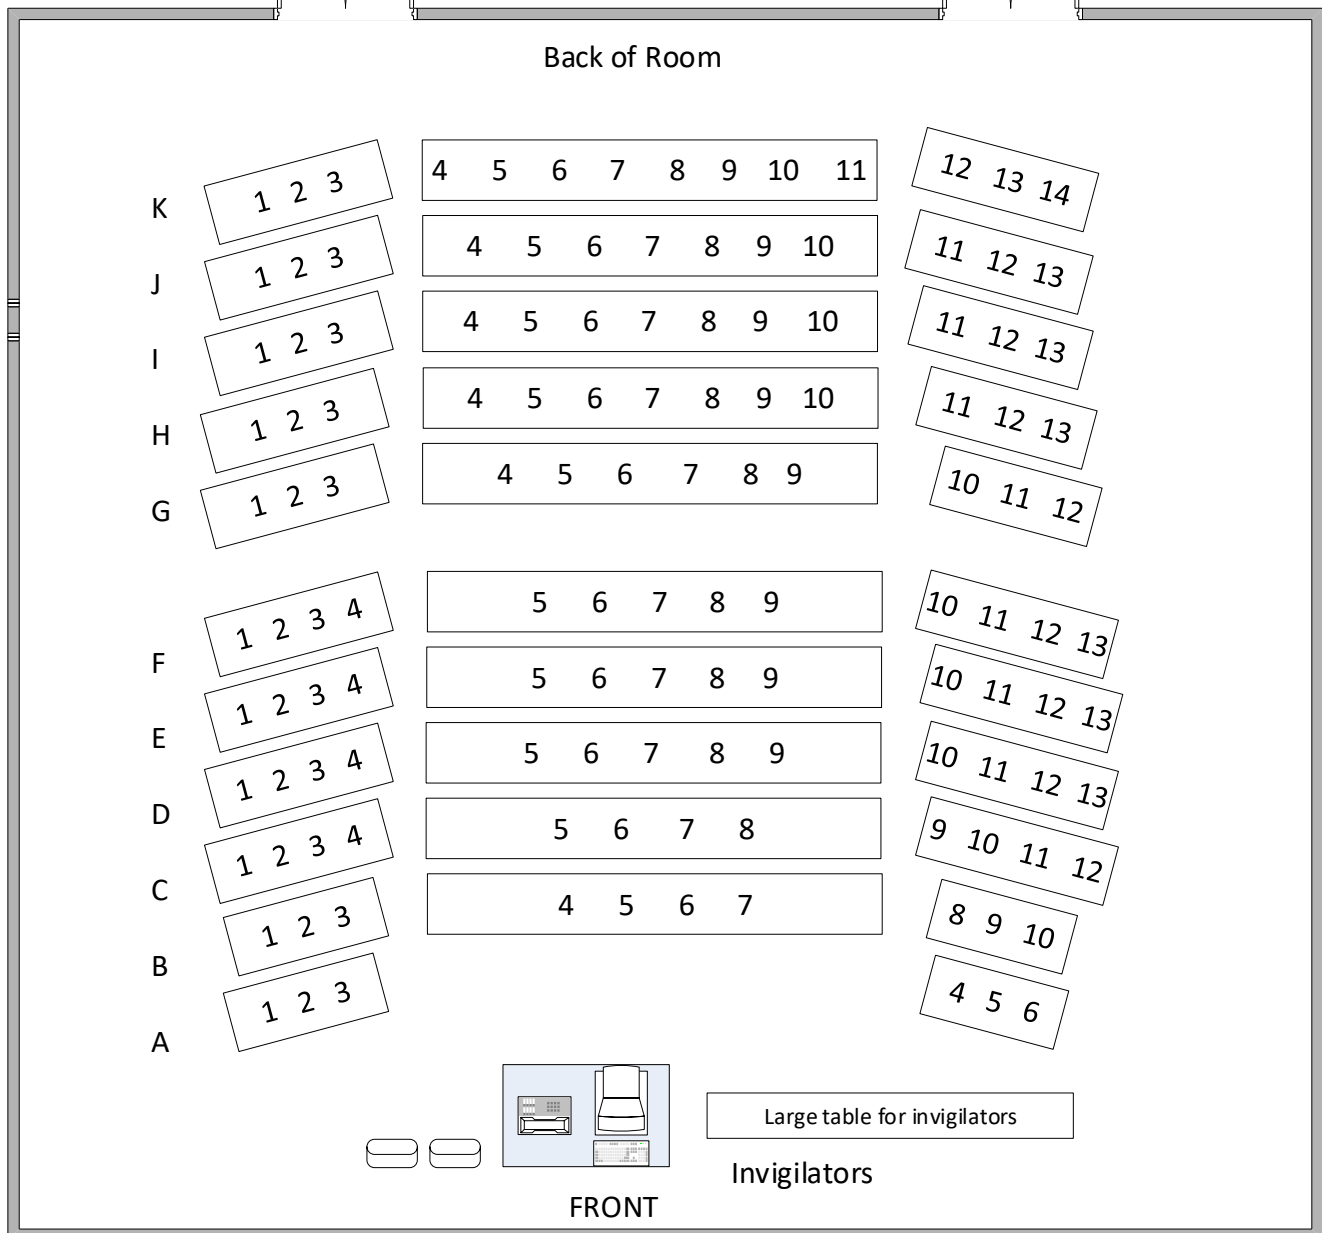 Back of Room
K 1 2 3 4 5 6 7 8 9 10 11 12 13 14
J 1 2 3 4 5 6 7 8 9 10 11 12 13
I 1 2 3 4 5 6 7 8 9 10 11 12 13
H 1 2 3 4 5 6 7 8 9 10 11 12 13
G 1 2 3 4 5 6 7 8 9 10 11 12
F 1 2 3 4 5 6 7 8 9 10 11 12 13
E 1 2 3 4 5 6 7 8 9 10 11 12 13
D 1 2 3 4 5 6 7 8 9 10 11 12 13
C 1 2 3 4 5 6 7 8 9 10 11 12
B 1 2 3 4 5 6 7 8 9 10
A 1 2 3 4 5 6
Large table for invigilators
Invigilators
FRONT